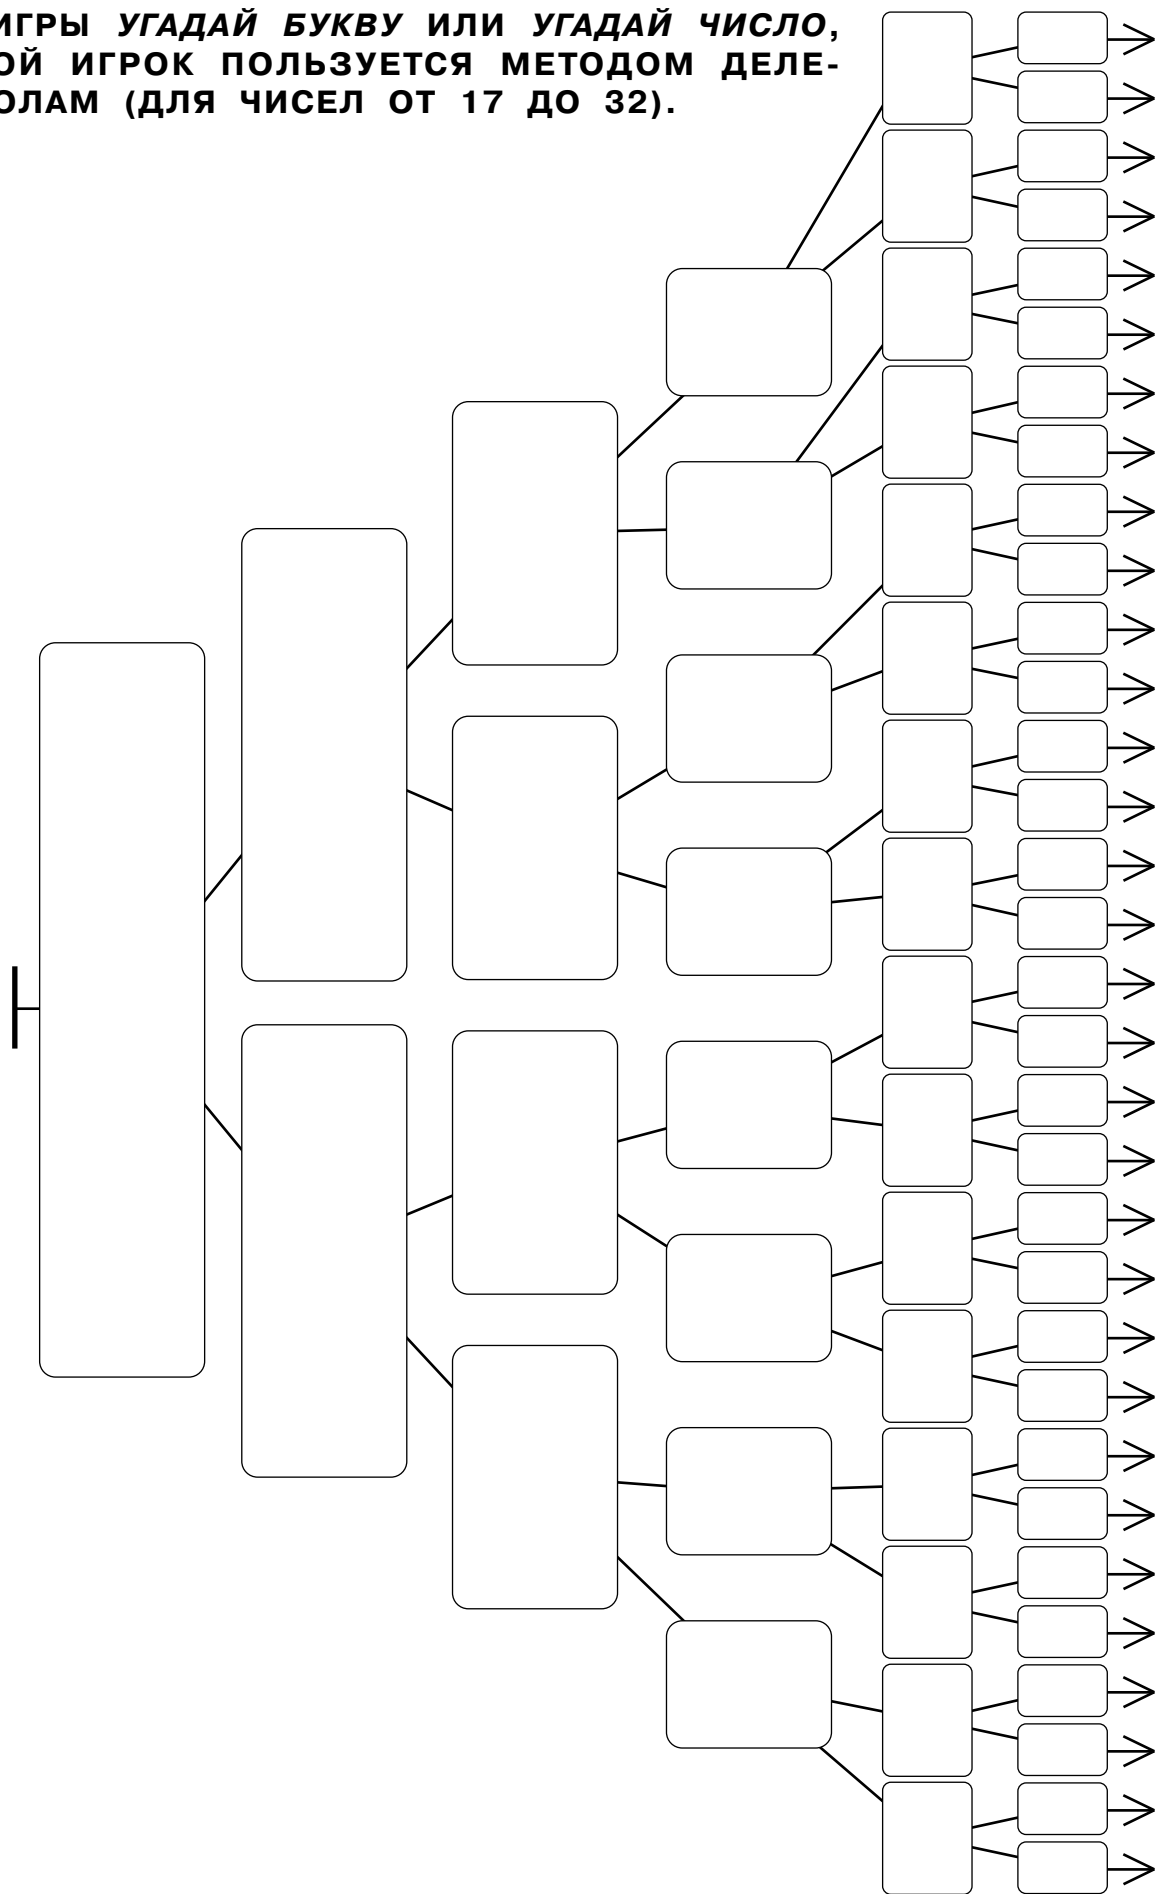 ИГРЫ УГАДАЙ БУКВУ ИЛИ УГАДАЙ ЧИСЛО,
ОЙ ИГРОК ПОЛЬЗУЕТСЯ МЕТОДОМ ДЕЛЕ-
ОЛАМ (ДЛЯ ЧИСЕЛ ОТ 17 ДО 32).